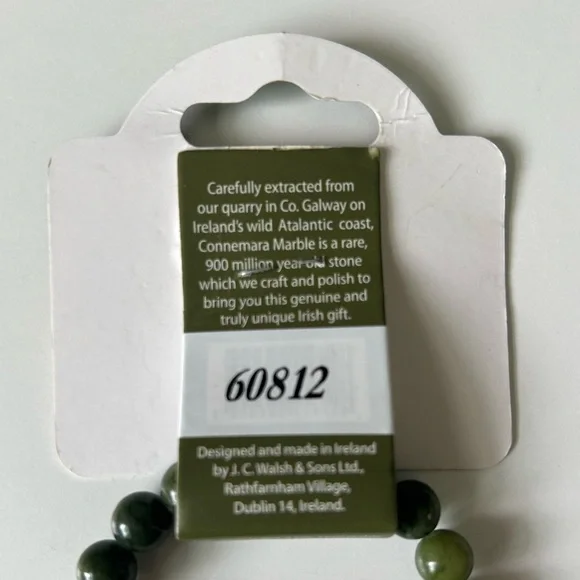 Carefully extracted from
our quarry in Co. Galway on
Ireland's wild Atalantic coast,
Connemara Marble is a rare,
900 million year old stone
which we craft and polish to
bring you this genuine and
truly unique Irish gift.
60812
Designed and made in Ireland
by J. C. Walsh & Sons Ltd.,
Rathfarnham Village,
Dublin 14, Ireland.